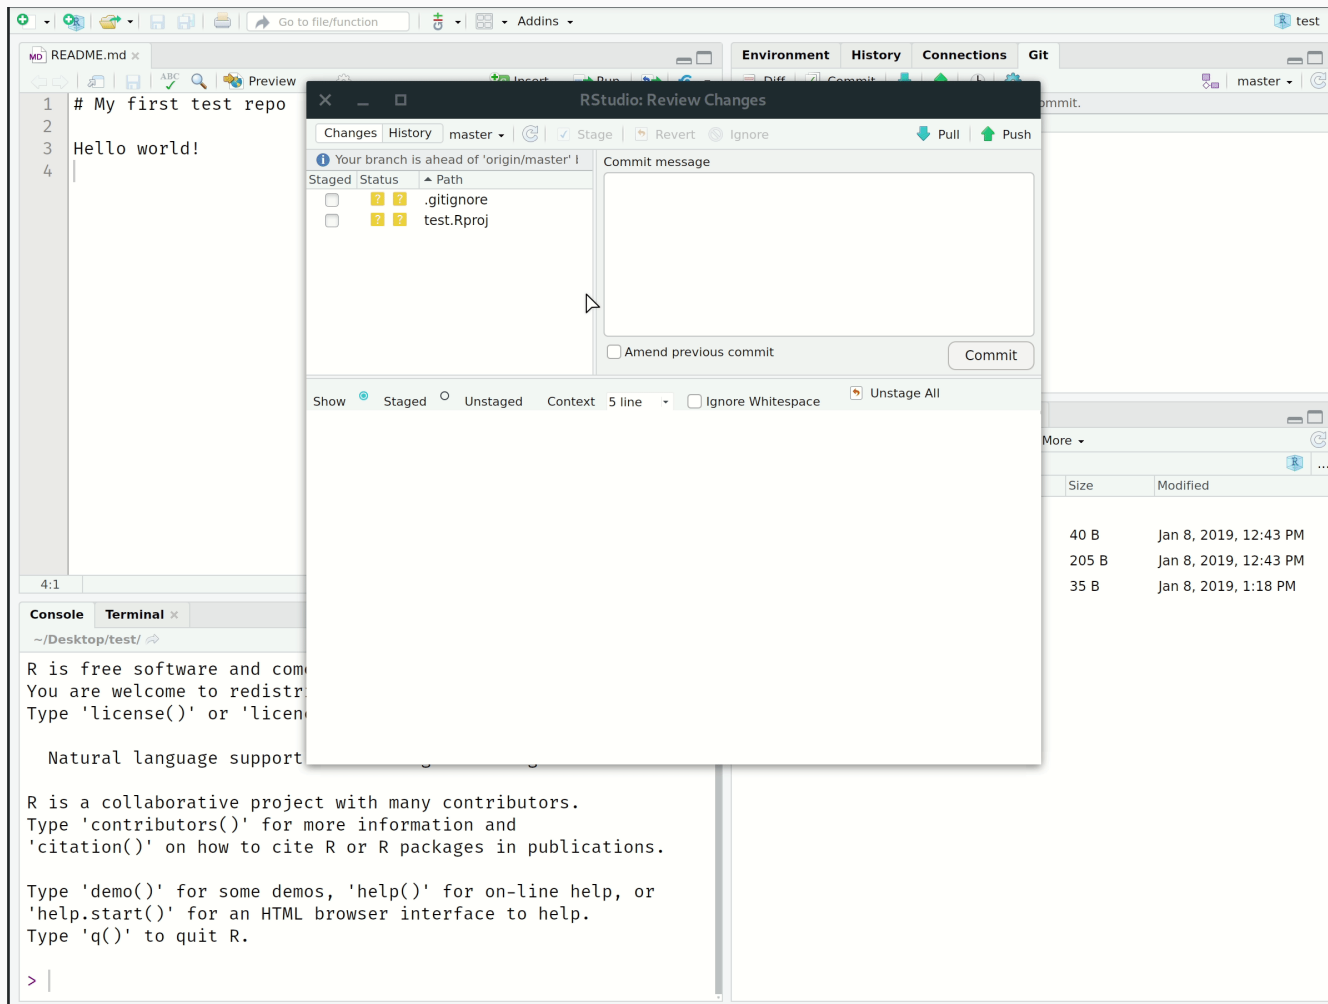 Go to file/function
Addins
test
README.md
Environment History Connections Git
ABC
Preview
master
RStudio: Review Changes
Changes History master Stage Revert Ignore Pull Push
ommit.
1 # My first test repo
2
3 Hello world!
4
Your branch is ahead of 'origin/master'
Commit message
Staged Status Path
.gitignore
test.Rproj
Amend previous commit
Commit
Show Staged Unstaged Context 5 line Ignore Whitespace Unstage All
More
Size Modified
40 B Jan 8, 2019, 12:43 PM
205 B Jan 8, 2019, 12:43 PM
35 B Jan 8, 2019, 1:18 PM
4:1
Console Terminal
~/Desktop/test/
R is free software and com
You are welcome to redistr
Type 'license()' or 'licen
Natural language support
R is a collaborative project with many contributors.
Type 'contributors()' for more information and
'citation()' on how to cite R or R packages in publications.
Type 'demo()' for some demos, 'help()' for on-line help, or
'help.start()' for an HTML browser interface to help.
Type 'q()' to quit R.
>